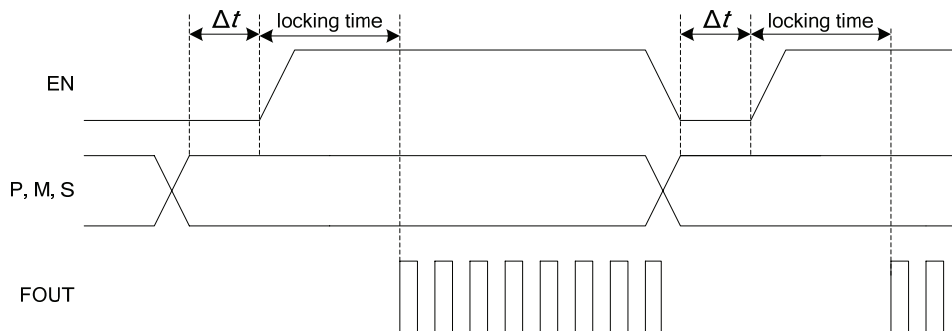 Δt locking time Δt locking time
EN
P, M, S
FOUT